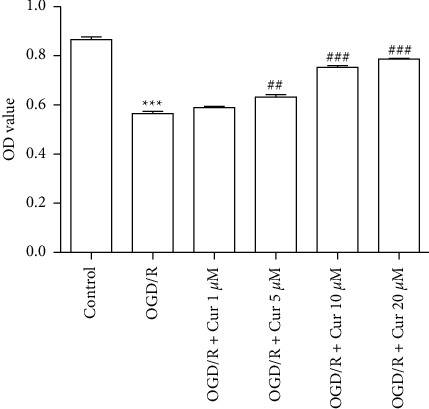 1.0
0.8
0.6
0.4
0.2
0.0
OD value
***
##
###
###
Control
OGD/R
OGD/R + Cur 1 μM
OGD/R + Cur 5 μM
OGD/R + Cur 10 μM
OGD/R + Cur 20 μM